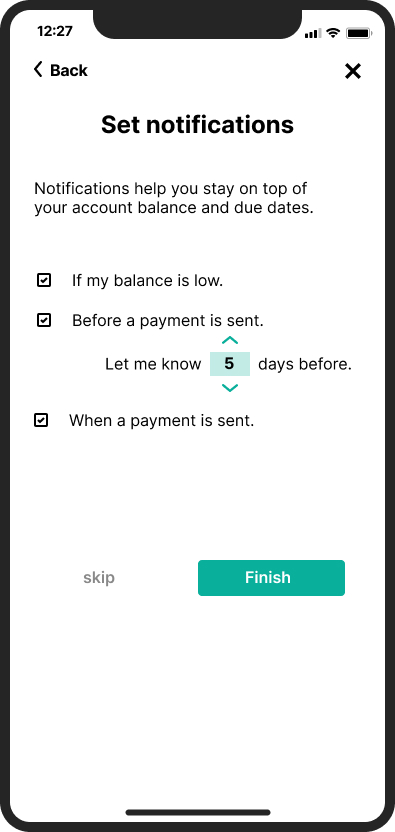 12:27
Back
Set notifications
Notifications help you stay on top of
your account balance and due dates.
If my balance is low.
Before a payment is sent.
Let me know 5 days before.
When a payment is sent.
skip Finish